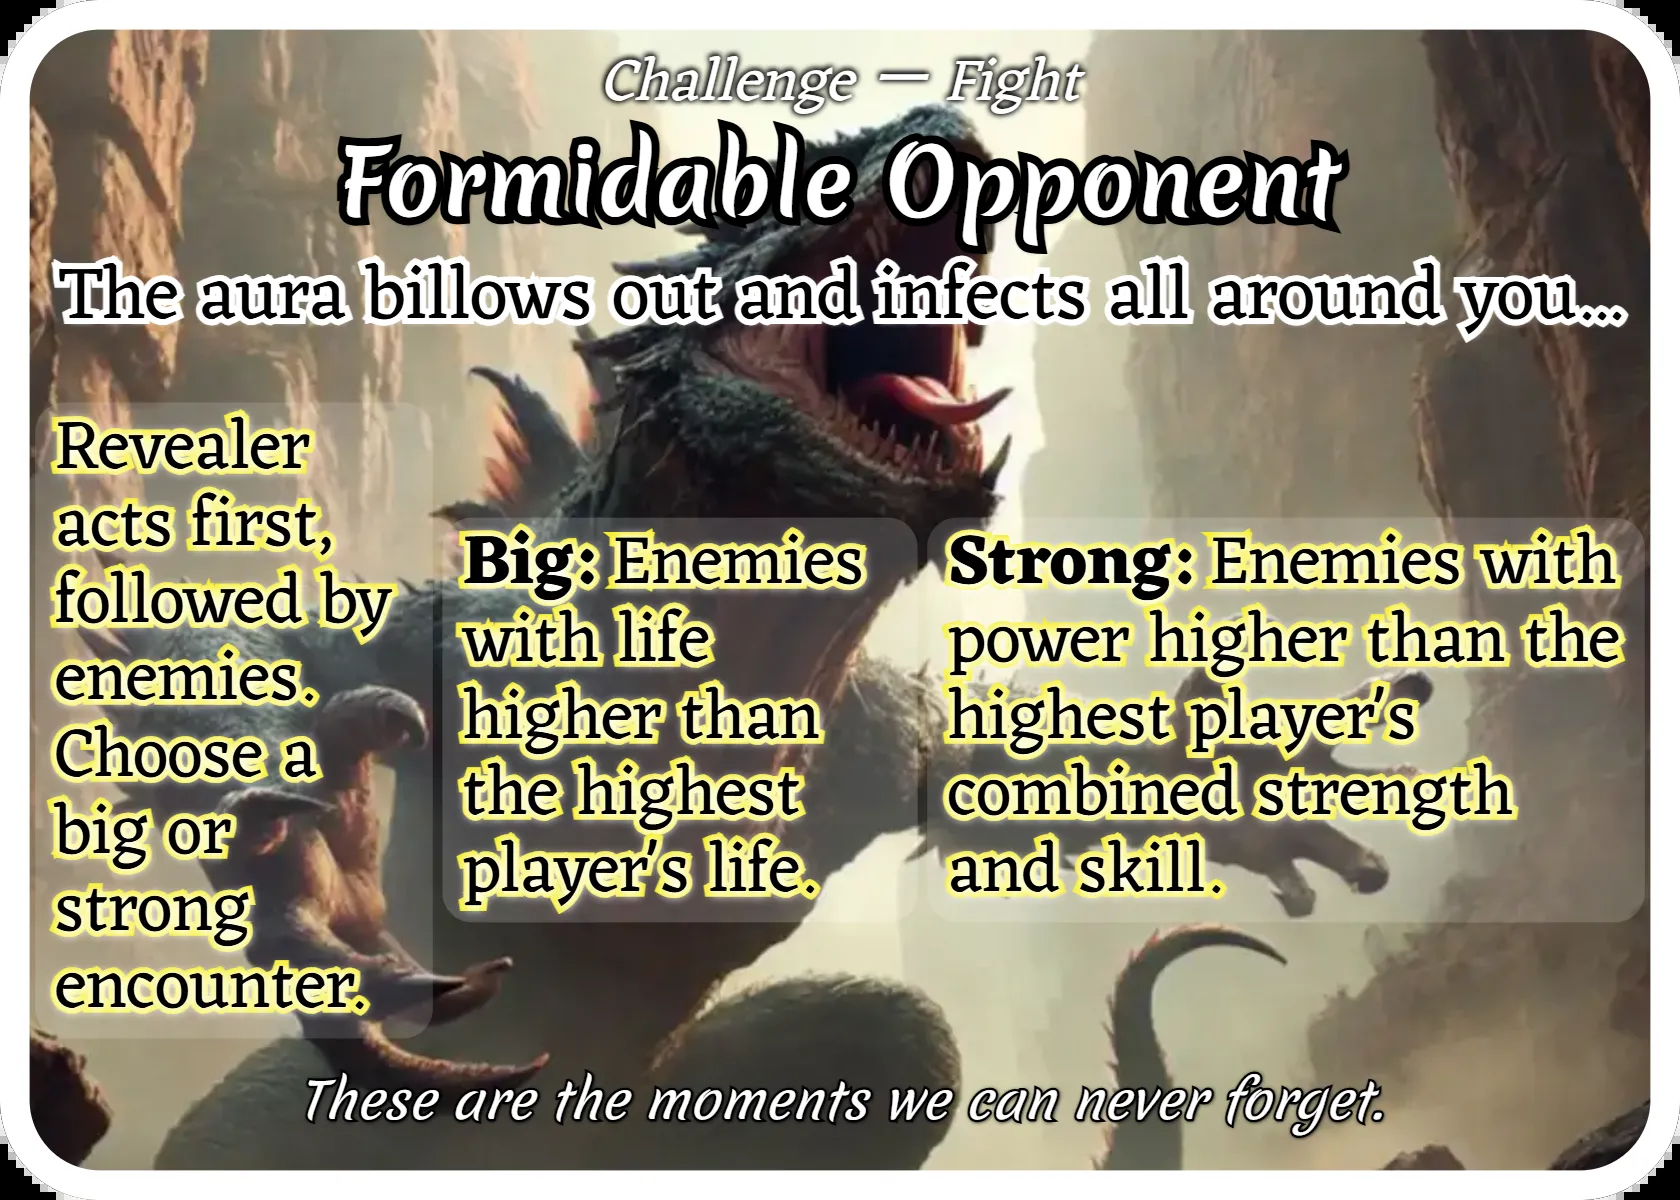 Challenge — Fight
Formidable Opponent
The aura billows out and infects all around you...
Revealer
acts first,
followed by
enemies.
Choose a
big or
strong
encounter.
Big: Enemies
with life
higher than
the highest
player's life.
Strong: Enemies with
power higher than the
highest player's
combined strength
and skill.
These are the moments we can never forget.